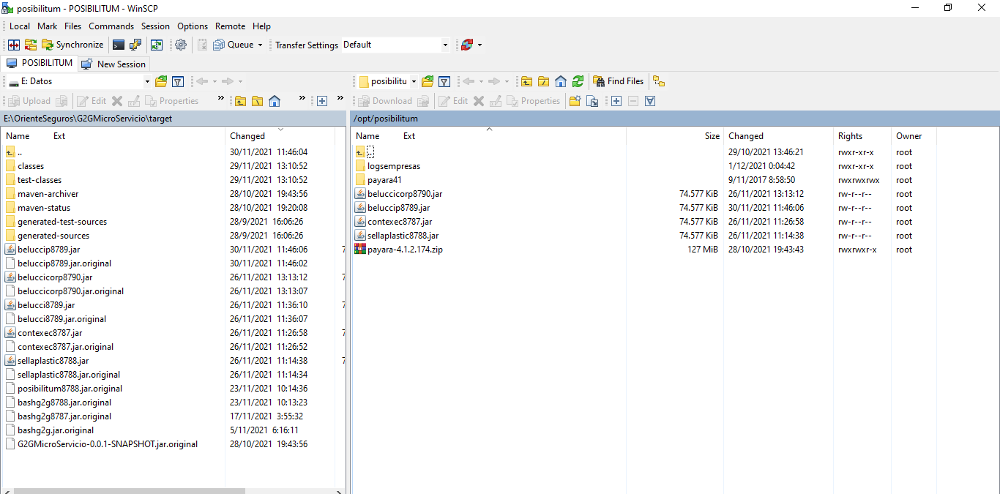 posibilitum - POSIBILITUM - WinSCP
Local Mark Files Commands Session Options Remote Help
Synchronize Queue Transfer Settings Default
POSIBILITUM New Session
E: Datos
Upload Edit Properties » » »
E:\OrienteSeguros\G2GMicroServicio\target
Name Ext Changed
.. 30/11/2021 11:46:04
classes 29/11/2021 13:10:52
test-classes 29/11/2021 13:10:52
maven-archiver 28/10/2021 19:43:56
maven-status 28/10/2021 19:20:08
generated-test-sources 28/9/2021 16:06:26
generated-sources 28/9/2021 16:06:26
beluccip8789.jar 30/11/2021 11:46:06 7
beluccip8789.jar.original 30/11/2021 11:46:02
beluccicorp8790.jar 26/11/2021 13:13:12 7
beluccicorp8790.jar.original 26/11/2021 13:13:07
belucci8789.jar 26/11/2021 11:36:10 7
belucci8789.jar.original 26/11/2021 11:36:07
contexec8787.jar 26/11/2021 11:26:58 7
contexec8787.jar.original 26/11/2021 11:26:52
sellaplastic8788.jar 26/11/2021 11:14:38 7
sellaplastic8788.jar.original 26/11/2021 11:14:34
posibilitum8788.jar.original 23/11/2021 10:14:36
bashg2g8788.jar.original 23/11/2021 10:13:23
bashg2g8787.jar.original 17/11/2021 3:55:32
bashg2g.jar.original 5/11/2021 6:16:11
G2GMicroServicio-0.0.1-SNAPSHOT.jar.original 28/10/2021 19:43:56
posibilitu Find Files
Download Edit Properties
/opt/posibilitum
Name Ext Size Changed Rights Owner
.. 29/10/2021 13:46:21 rwxr-xr-x root
logsempresas 1/12/2021 0:04:42 rwxr-xr-x root
payara41 9/11/2017 8:58:50 rwxrwxrwx root
beluccicorp8790.jar 74.577 KiB 26/11/2021 13:13:12 rw-r--r-- root
beluccip8789.jar 74.577 KiB 30/11/2021 11:46:06 rw-r--r-- root
contexec8787.jar 74.577 KiB 26/11/2021 11:26:58 rw-r--r-- root
sellaplastic8788.jar 74.577 KiB 26/11/2021 11:14:38 rw-r--r-- root
payara-4.1.2.174.zip 127 MiB 28/10/2021 19:43:43 rwxrwxr-x root